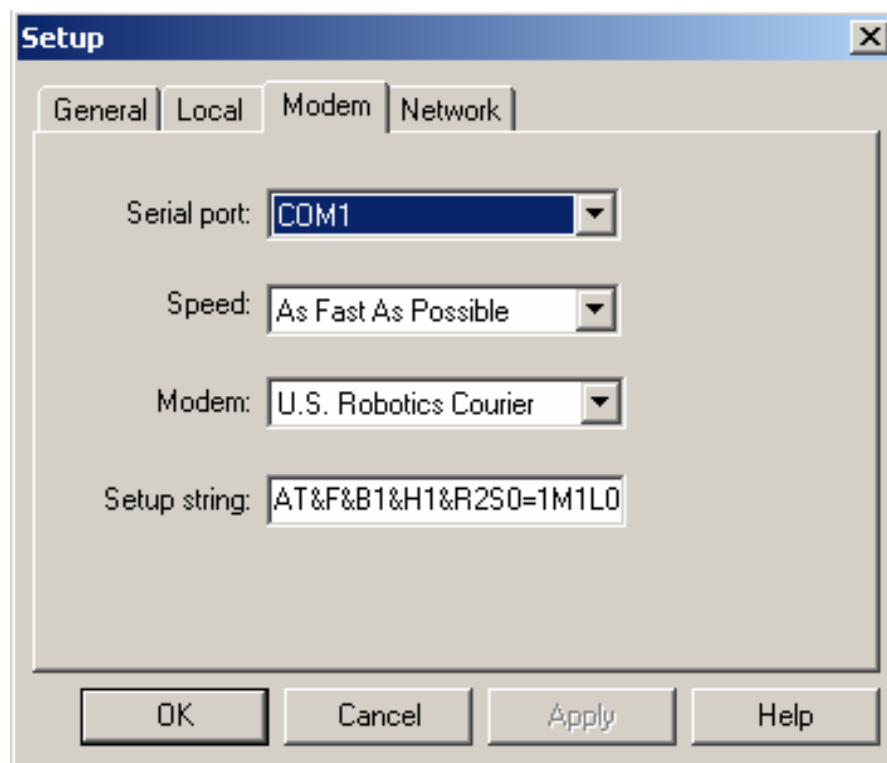 Setup
General Local Modem Network
Serial port: COM1
Speed: As Fast As Possible
Modem: U.S. Robotics Courier
Setup string: AT&F&B1&H1&R2S0=1M1L0
OK Cancel Apply Help